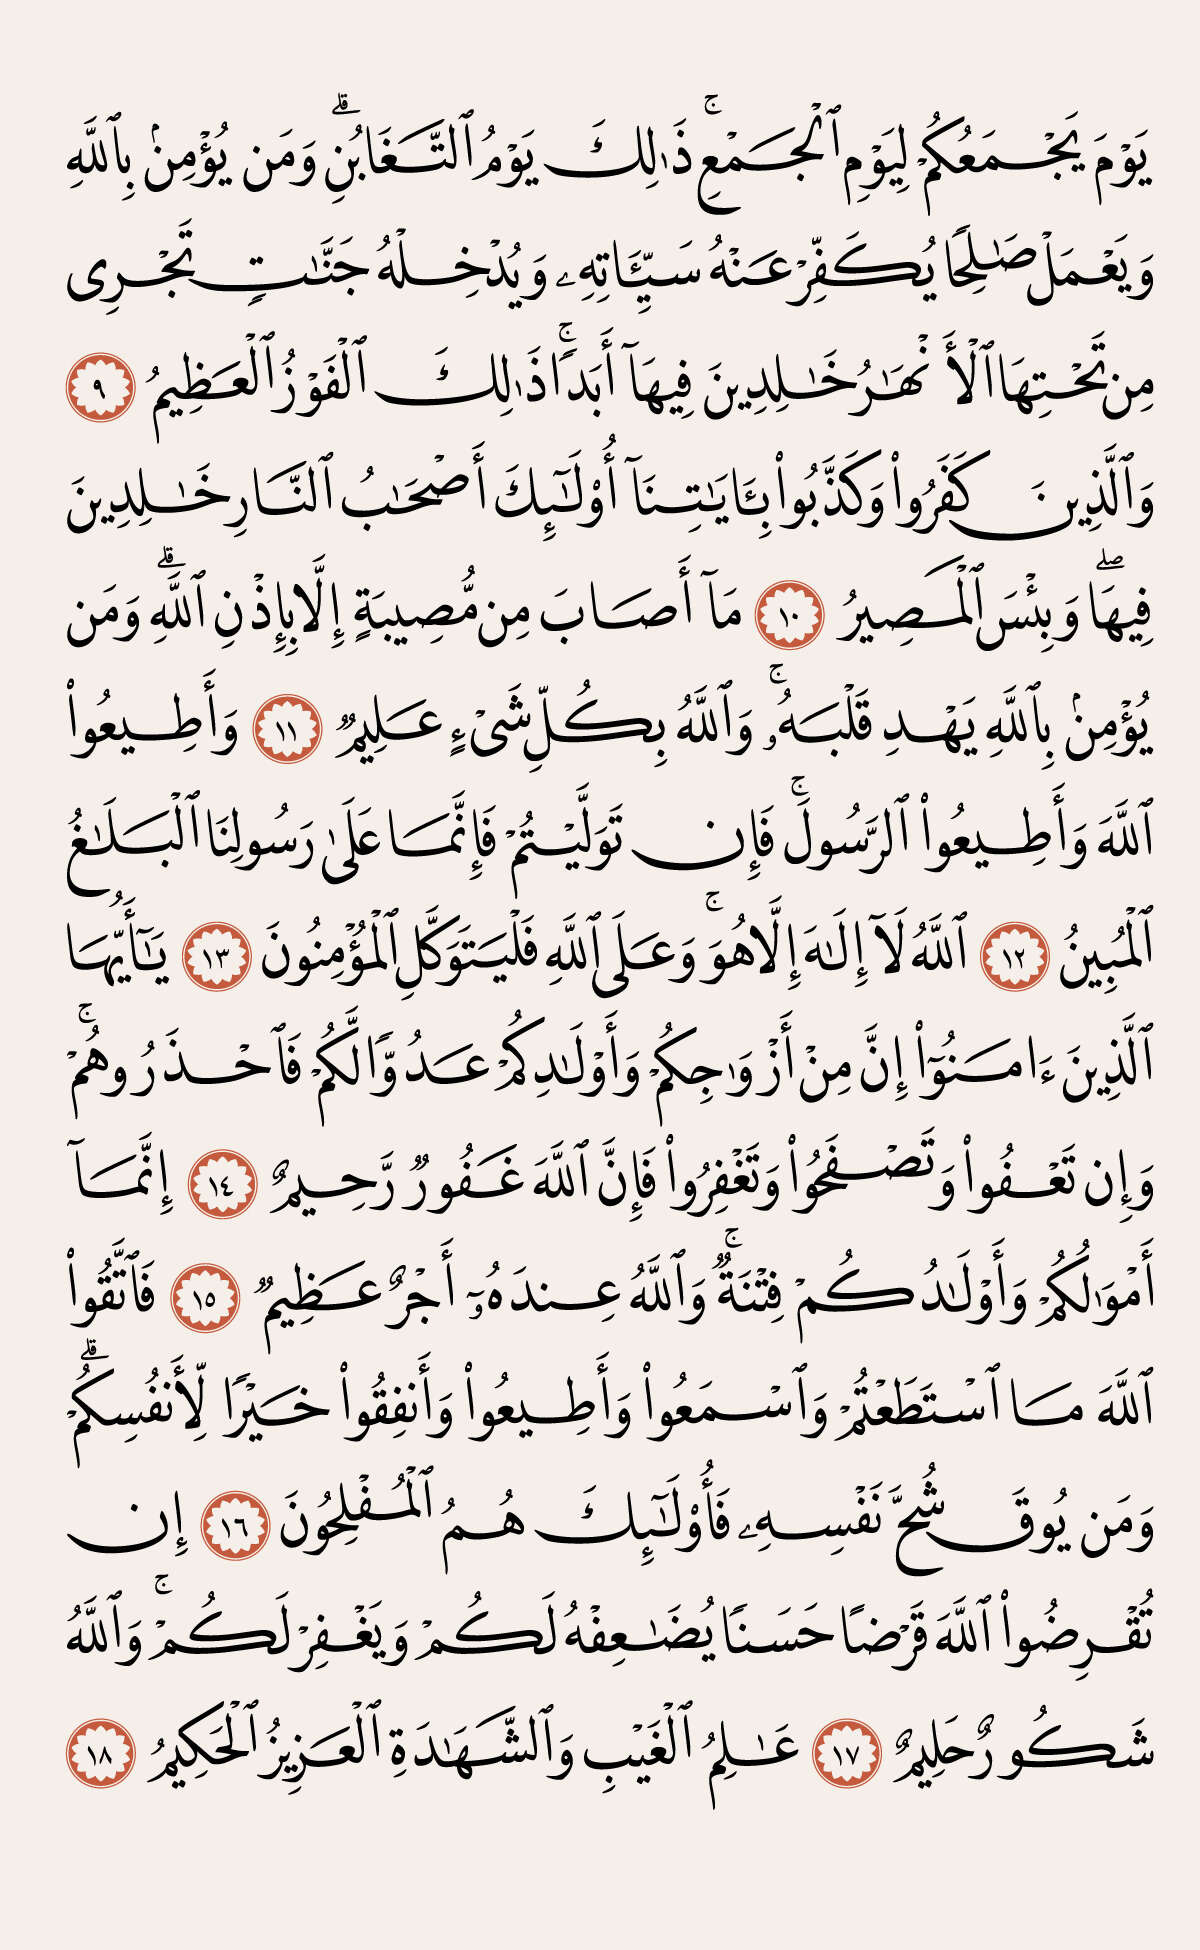 يَوْمَ يَجْمَعُكُمْ لِيَوْمِ ٱلْجَمْعِ ۖ ذَٰلِكَ يَوْمُ ٱلتَّغَابُنِ ۗ وَمَن يُؤْمِنۢ بِٱللَّهِ
وَيَعْمَلْ صَٰلِحًا يُكَفِّرْ عَنْهُ سَيِّـَٔاتِهِۦ وَيُدْخِلْهُ جَنَّٰتٍ تَجْرِى
مِن تَحْتِهَا ٱلْأَنْهَٰرُ خَٰلِدِينَ فِيهَآ أَبَدًا ۚ ذَٰلِكَ ٱلْفَوْزُ ٱلْعَظِيمُ ٩
وَٱلَّذِينَ كَفَرُوا۟ وَكَذَّبُوا۟ بِـَٔايَٰتِنَآ أُو۟لَٰٓئِكَ أَصْحَٰبُ ٱلنَّارِ خَٰلِدِينَ
فِيهَا ۖ وَبِئْسَ ٱلْمَصِيرُ ١٠ مَآ أَصَابَ مِن مُّصِيبَةٍ إِلَّا بِإِذْنِ ٱللَّهِ ۗ وَمَن
يُؤْمِنۢ بِٱللَّهِ يَهْدِ قَلْبَهُۥ ۚ وَٱللَّهُ بِكُلِّ شَىْءٍ عَلِيمٌ ١١ وَأَطِيعُوا۟
ٱللَّهَ وَأَطِيعُوا۟ ٱلرَّسُولَ ۚ فَإِن تَوَلَّيْتُمْ فَإِنَّمَا عَلَىٰ رَسُولِنَا ٱلْبَلَٰغُ
ٱلْمُبِينُ ١٢ ٱللَّهُ لَآ إِلَٰهَ إِلَّا هُوَ ۚ وَعَلَى ٱللَّهِ فَلْيَتَوَكَّلِ ٱلْمُؤْمِنُونَ ١٣ يَٰٓأَيُّهَا
ٱلَّذِينَ ءَامَنُوٓا۟ إِنَّ مِنْ أَزْوَٰجِكُمْ وَأَوْلَٰدِكُمْ عَدُوًّا لَّكُمْ فَٱحْذَرُوهُمْ ۚ
وَإِن تَعْفُوا۟ وَتَصْفَحُوا۟ وَتَغْفِرُوا۟ فَإِنَّ ٱللَّهَ غَفُورٌ رَّحِيمٌ ١٤ إِنَّمَآ
أَمْوَٰلُكُمْ وَأَوْلَٰدُكُمْ فِتْنَةٌ ۚ وَٱللَّهُ عِندَهُۥٓ أَجْرٌ عَظِيمٌ ١٥ فَٱتَّقُوا۟
ٱللَّهَ مَا ٱسْتَطَعْتُمْ وَٱسْمَعُوا۟ وَأَطِيعُوا۟ وَأَنفِقُوا۟ خَيْرًا لِّأَنفُسِكُمْ ۗ
وَمَن يُوقَ شُحَّ نَفْسِهِۦ فَأُو۟لَٰٓئِكَ هُمُ ٱلْمُفْلِحُونَ ١٦ إِن
تُقْرِضُوا۟ ٱللَّهَ قَرْضًا حَسَنًا يُضَٰعِفْهُ لَكُمْ وَيَغْفِرْ لَكُمْ ۚ وَٱللَّهُ
شَكُورٌ حَلِيمٌ ١٧ عَٰلِمُ ٱلْغَيْبِ وَٱلشَّهَٰدَةِ ٱلْعَزِيزُ ٱلْحَكِيمُ ١٨